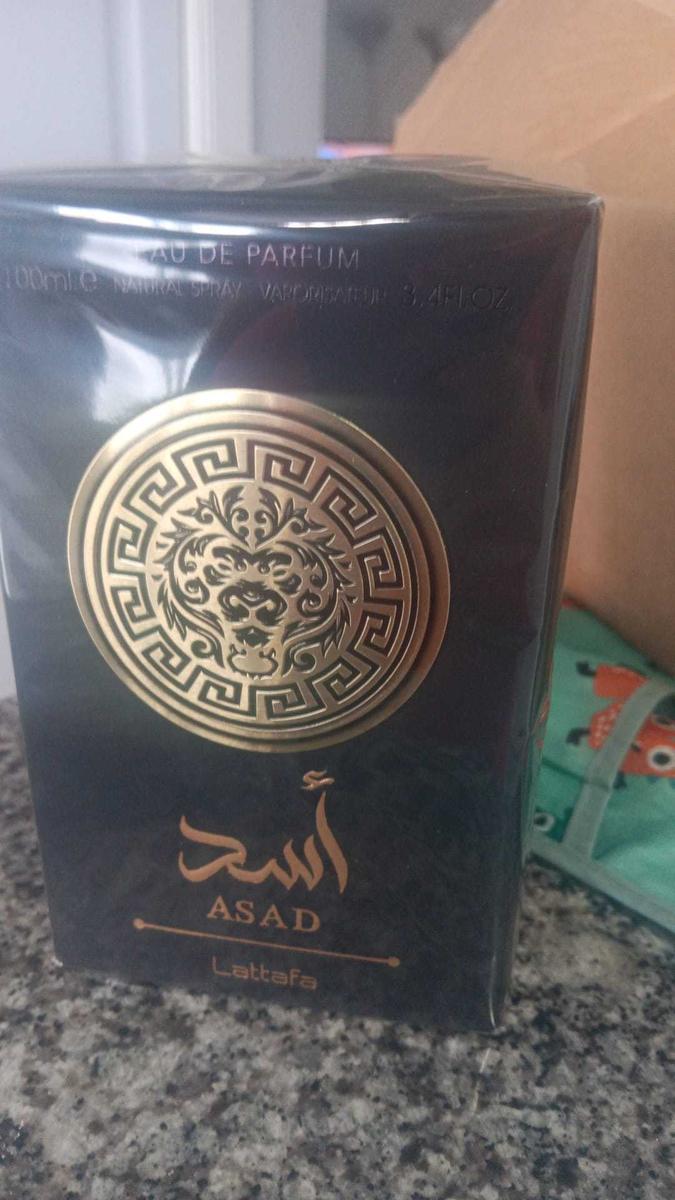 EAU DE PARFUM
100ml.e NATURAL SPRAY VAPORISATEUR 3.4FL.OZ.
أسد
ASAD
Lattafa